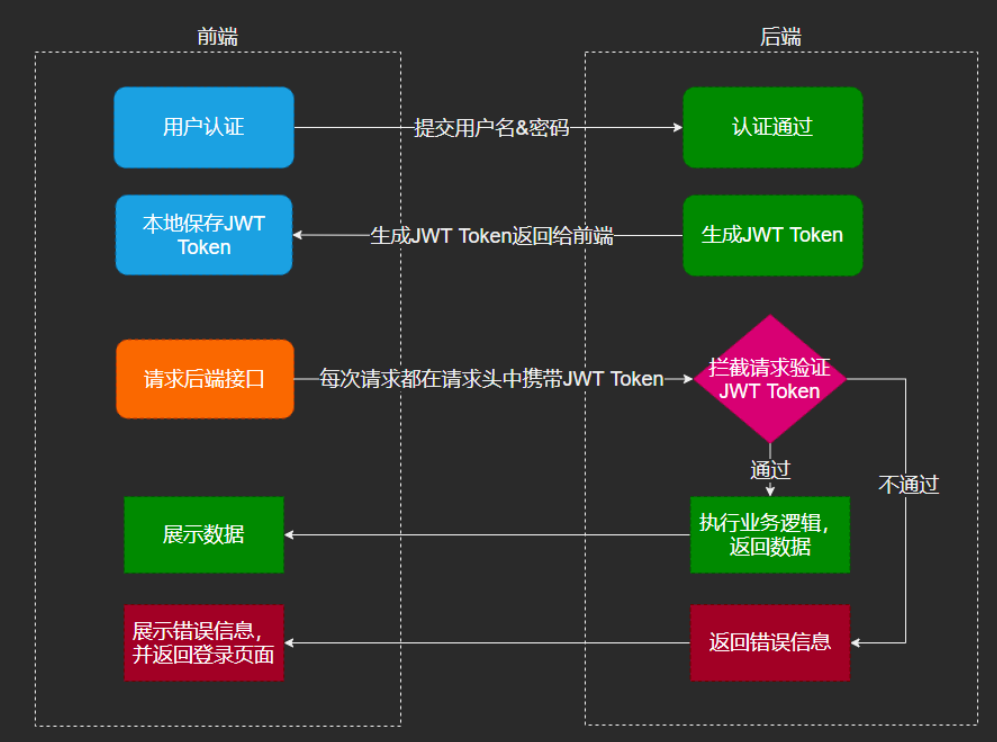 前端
后端
用户认证
提交用户名&密码
认证通过
本地保存JWT
Token
生成JWT Token返回给前端
生成JWT Token
请求后端接口
每次请求都在请求头中携带JWT Token
拦截请求验证
JWT Token
通过
不通过
展示数据
执行业务逻辑，
返回数据
展示错误信息，
并返回登录页面
返回错误信息